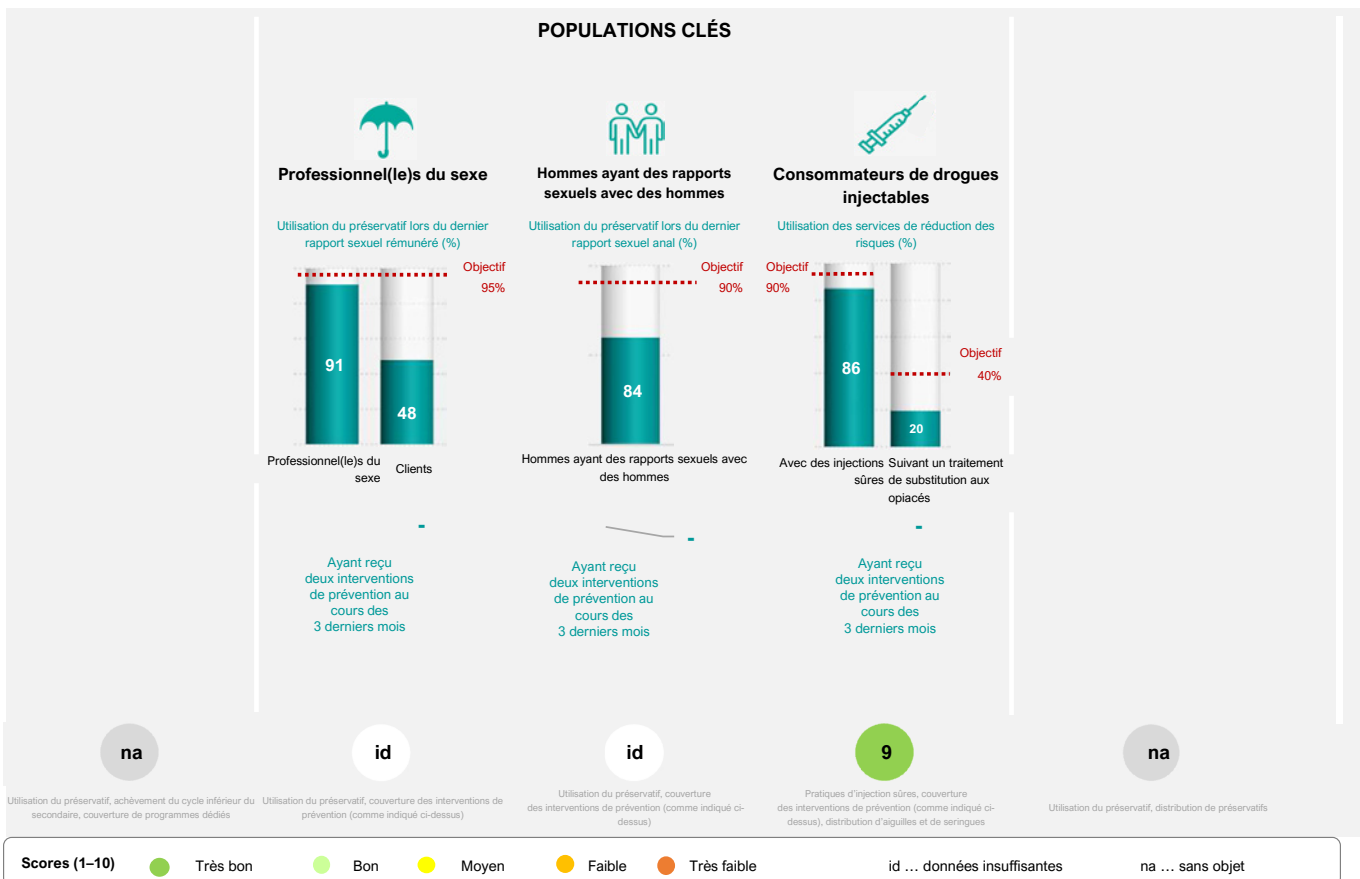 POPULATIONS CLÉS
Professionnel(le)s du sexe
Utilisation du préservatif lors du dernier
rapport sexuel rémunéré (%)
Objectif
95%
91
48
Professionnel(le)s du
sexe
Clients
-
Ayant reçu
deux interventions
de prévention au
cours des
3 derniers mois
Hommes ayant des rapports
sexuels avec des hommes
Utilisation du préservatif lors du dernier
rapport sexuel anal (%)
Objectif
90%
84
Hommes ayant des rapports sexuels avec
des hommes
-
Ayant reçu
deux interventions
de prévention au
cours des
3 derniers mois
Consommateurs de drogues
injectables
Utilisation des services de réduction des
risques (%)
Objectif
90%
Objectif
40%
86
20
Avec des injections
sûres
Suivant un traitement
de substitution aux
opiacés
-
Ayant reçu
deux interventions
de prévention au
cours des
3 derniers mois
na
Utilisation du préservatif, achèvement du cycle inférieur du
secondaire, couverture de programmes dédiés
id
Utilisation du préservatif, couverture des interventions de
prévention (comme indiqué ci-dessus)
id
Utilisation du préservatif, couverture
des interventions de prévention (comme indiqué ci-
dessus)
9
Pratiques d'injection sûres, couverture
des interventions de prévention (comme indiqué ci-
dessus), distribution d'aiguilles et de seringues
na
Utilisation du préservatif, distribution de préservatifs
Scores (1–10) Très bon Bon Moyen Faible Très faible id … données insuffisantes na … sans objet